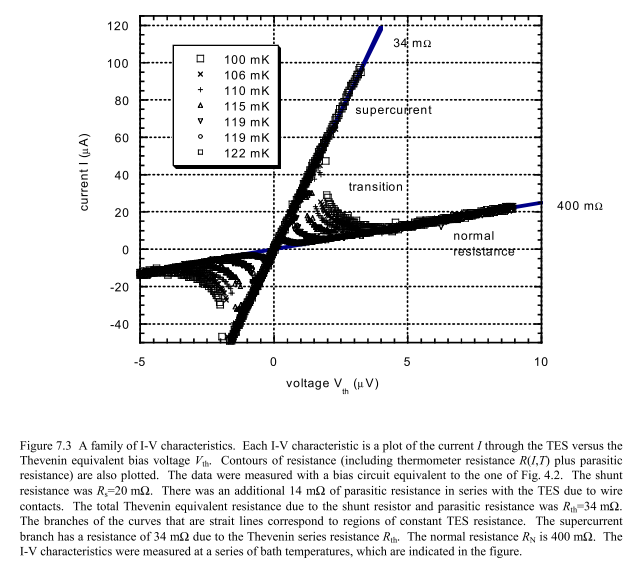 120
100
80
60
40
20
0
-20
-40
current I (μA)
100 mK
106 mK
110 mK
115 mK
119 mK
119 mK
122 mK
34 mΩ
supercurrent
transition
400 mΩ
normal
resistance
-5
0
5
10
voltage Vth (μV)
Figure 7.3 A family of I-V characteristics. Each I-V characteristic is a plot of the current I through the TES versus the
Thevenin equivalent bias voltage Vth. Contours of resistance (including thermometer resistance R(I,T) plus parasitic
resistance) are also plotted. The data were measured with a bias circuit equivalent to the one of Fig. 4.2. The shunt
resistance was Rs=20 mΩ. There was an additional 14 mΩ of parasitic resistance in series with the TES due to wire
contacts. The total Thevenin equivalent resistance due to the shunt resistor and parasitic resistance was Rth=34 mΩ.
The branches of the curves that are strait lines correspond to regions of constant TES resistance. The supercurrent
branch has a resistance of 34 mΩ due to the Thevenin series resistance Rth. The normal resistance RN is 400 mΩ. The
I-V characteristics were measured at a series of bath temperatures, which are indicated in the figure.